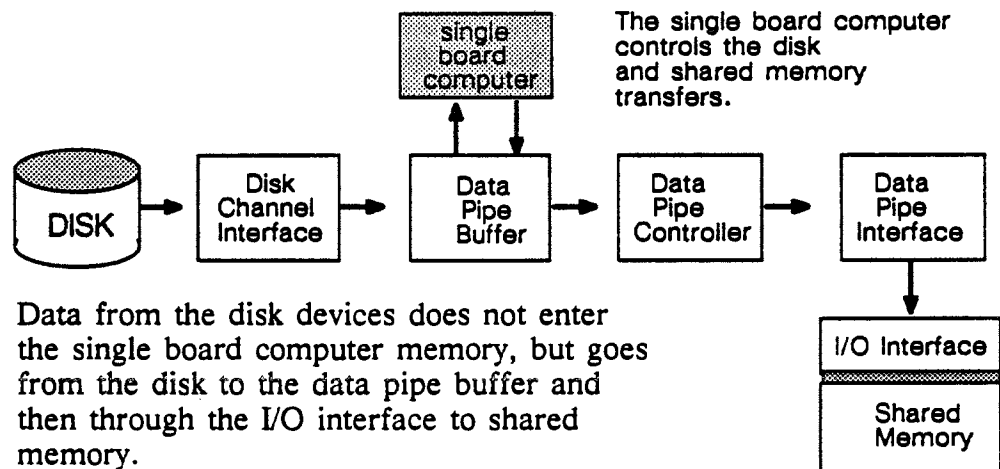 single
board
computer
The single board computer
controls the disk
and shared memory
transfers.
DISK
Disk
Channel
Interface
Data
Pipe
Buffer
Data
Pipe
Controller
Data
Pipe
Interface
Data from the disk devices does not enter
the single board computer memory, but goes
from the disk to the data pipe buffer and
then through the I/O interface to shared
memory.
I/O Interface
Shared
Memory